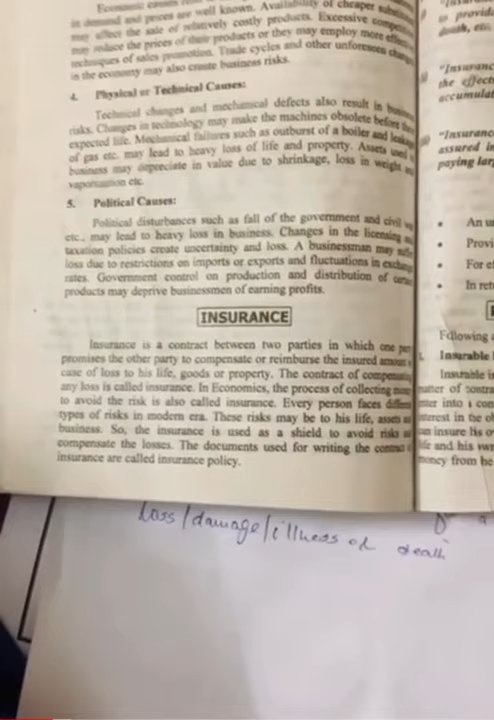 Economic causes
in demand and prices are well known. Availability of cheaper
may affect the sale of relatively costly products. Excessive
may reduce the prices of their products or they may employ more
techniques of sales promotion. Trade cycles and other unforeseen
in the economy may also create business risks.
4. Physical or Technical Causes:
Technical changes and mechanical defects also result in
risks. Changes in technology may make the machines obsolete before
expected life. Mechanical failures such as outburst of a boiler and
of gas etc. may lead to heavy loss of life and property. Assets
business may depreciate in value due to shrinkage, loss in weight
vaporisation etc.
5. Political Causes:
Political disturbances such as fall of the government and civil
etc., may lead to heavy loss in business. Changes in the licensing
taxation policies create uncertainty and loss. A businessman may
loss due to restrictions on imports or exports and fluctuations in
rates. Government control on production and distribution of
products may deprive businessmen of earning profits.
INSURANCE
Insurance is a contract between two parties in which one
promises the other party to compensate or reimburse the insured
case of loss to his life, goods or property. The contract of
any loss is called insurance. In Economics, the process of collecting
to avoid the risk is also called insurance. Every person faces
types of risks in modern era. These risks may be to his life, assets
business. So, the insurance is used as a shield to avoid risks
compensate the losses. The documents used for writing the contract
insurance are called insurance policy.
to provide
death, etc.
"Insuranc
the effect
accumulat
"Insuranc
assured in
paying lar
• An
• Provi
• For
• In
Following
Insurable
Insurable
into a con
interest in
can insure his
life and his
money from he
Loss/damage/illness or death